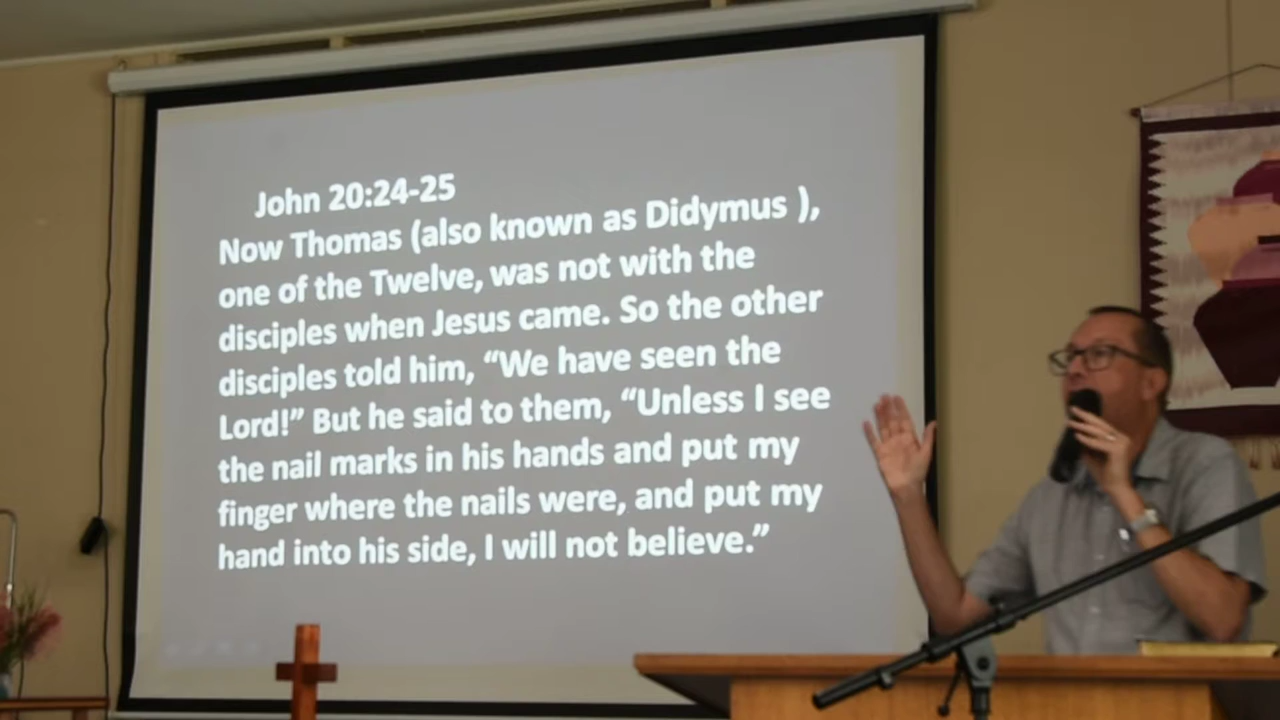 John 20:24-25
Now Thomas (also known as Didymus ),
one of the Twelve, was not with the
disciples when Jesus came. So the other
disciples told him, “We have seen the
Lord!” But he said to them, “Unless I see
the nail marks in his hands and put my
finger where the nails were, and put my
hand into his side, I will not believe.”